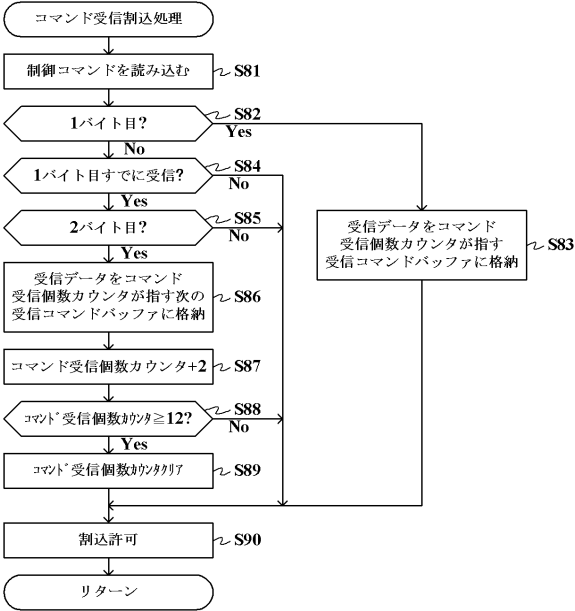 コマンド受信割込処理
制御コマンドを読み込む
S81
1バイト目?
S82
Yes
No
1バイト目すでに受信?
S84
No
Yes
2バイト目?
S85
No
Yes
受信データをコマンド
受信個数カウンタが指す
受信コマンドバッファに格納
S83
受信データをコマンド
受信個数カウンタが指す次の
受信コマンドバッファに格納
S86
コマンド受信個数カウンタ+2
S87
ｺﾏﾝﾄﾞ受信個数ｶｳﾝﾀ≧12?
S88
No
Yes
ｺﾏﾝﾄﾞ受信個数ｶｳﾝﾀｸﾘｱ
S89
割込許可
S90
リターン